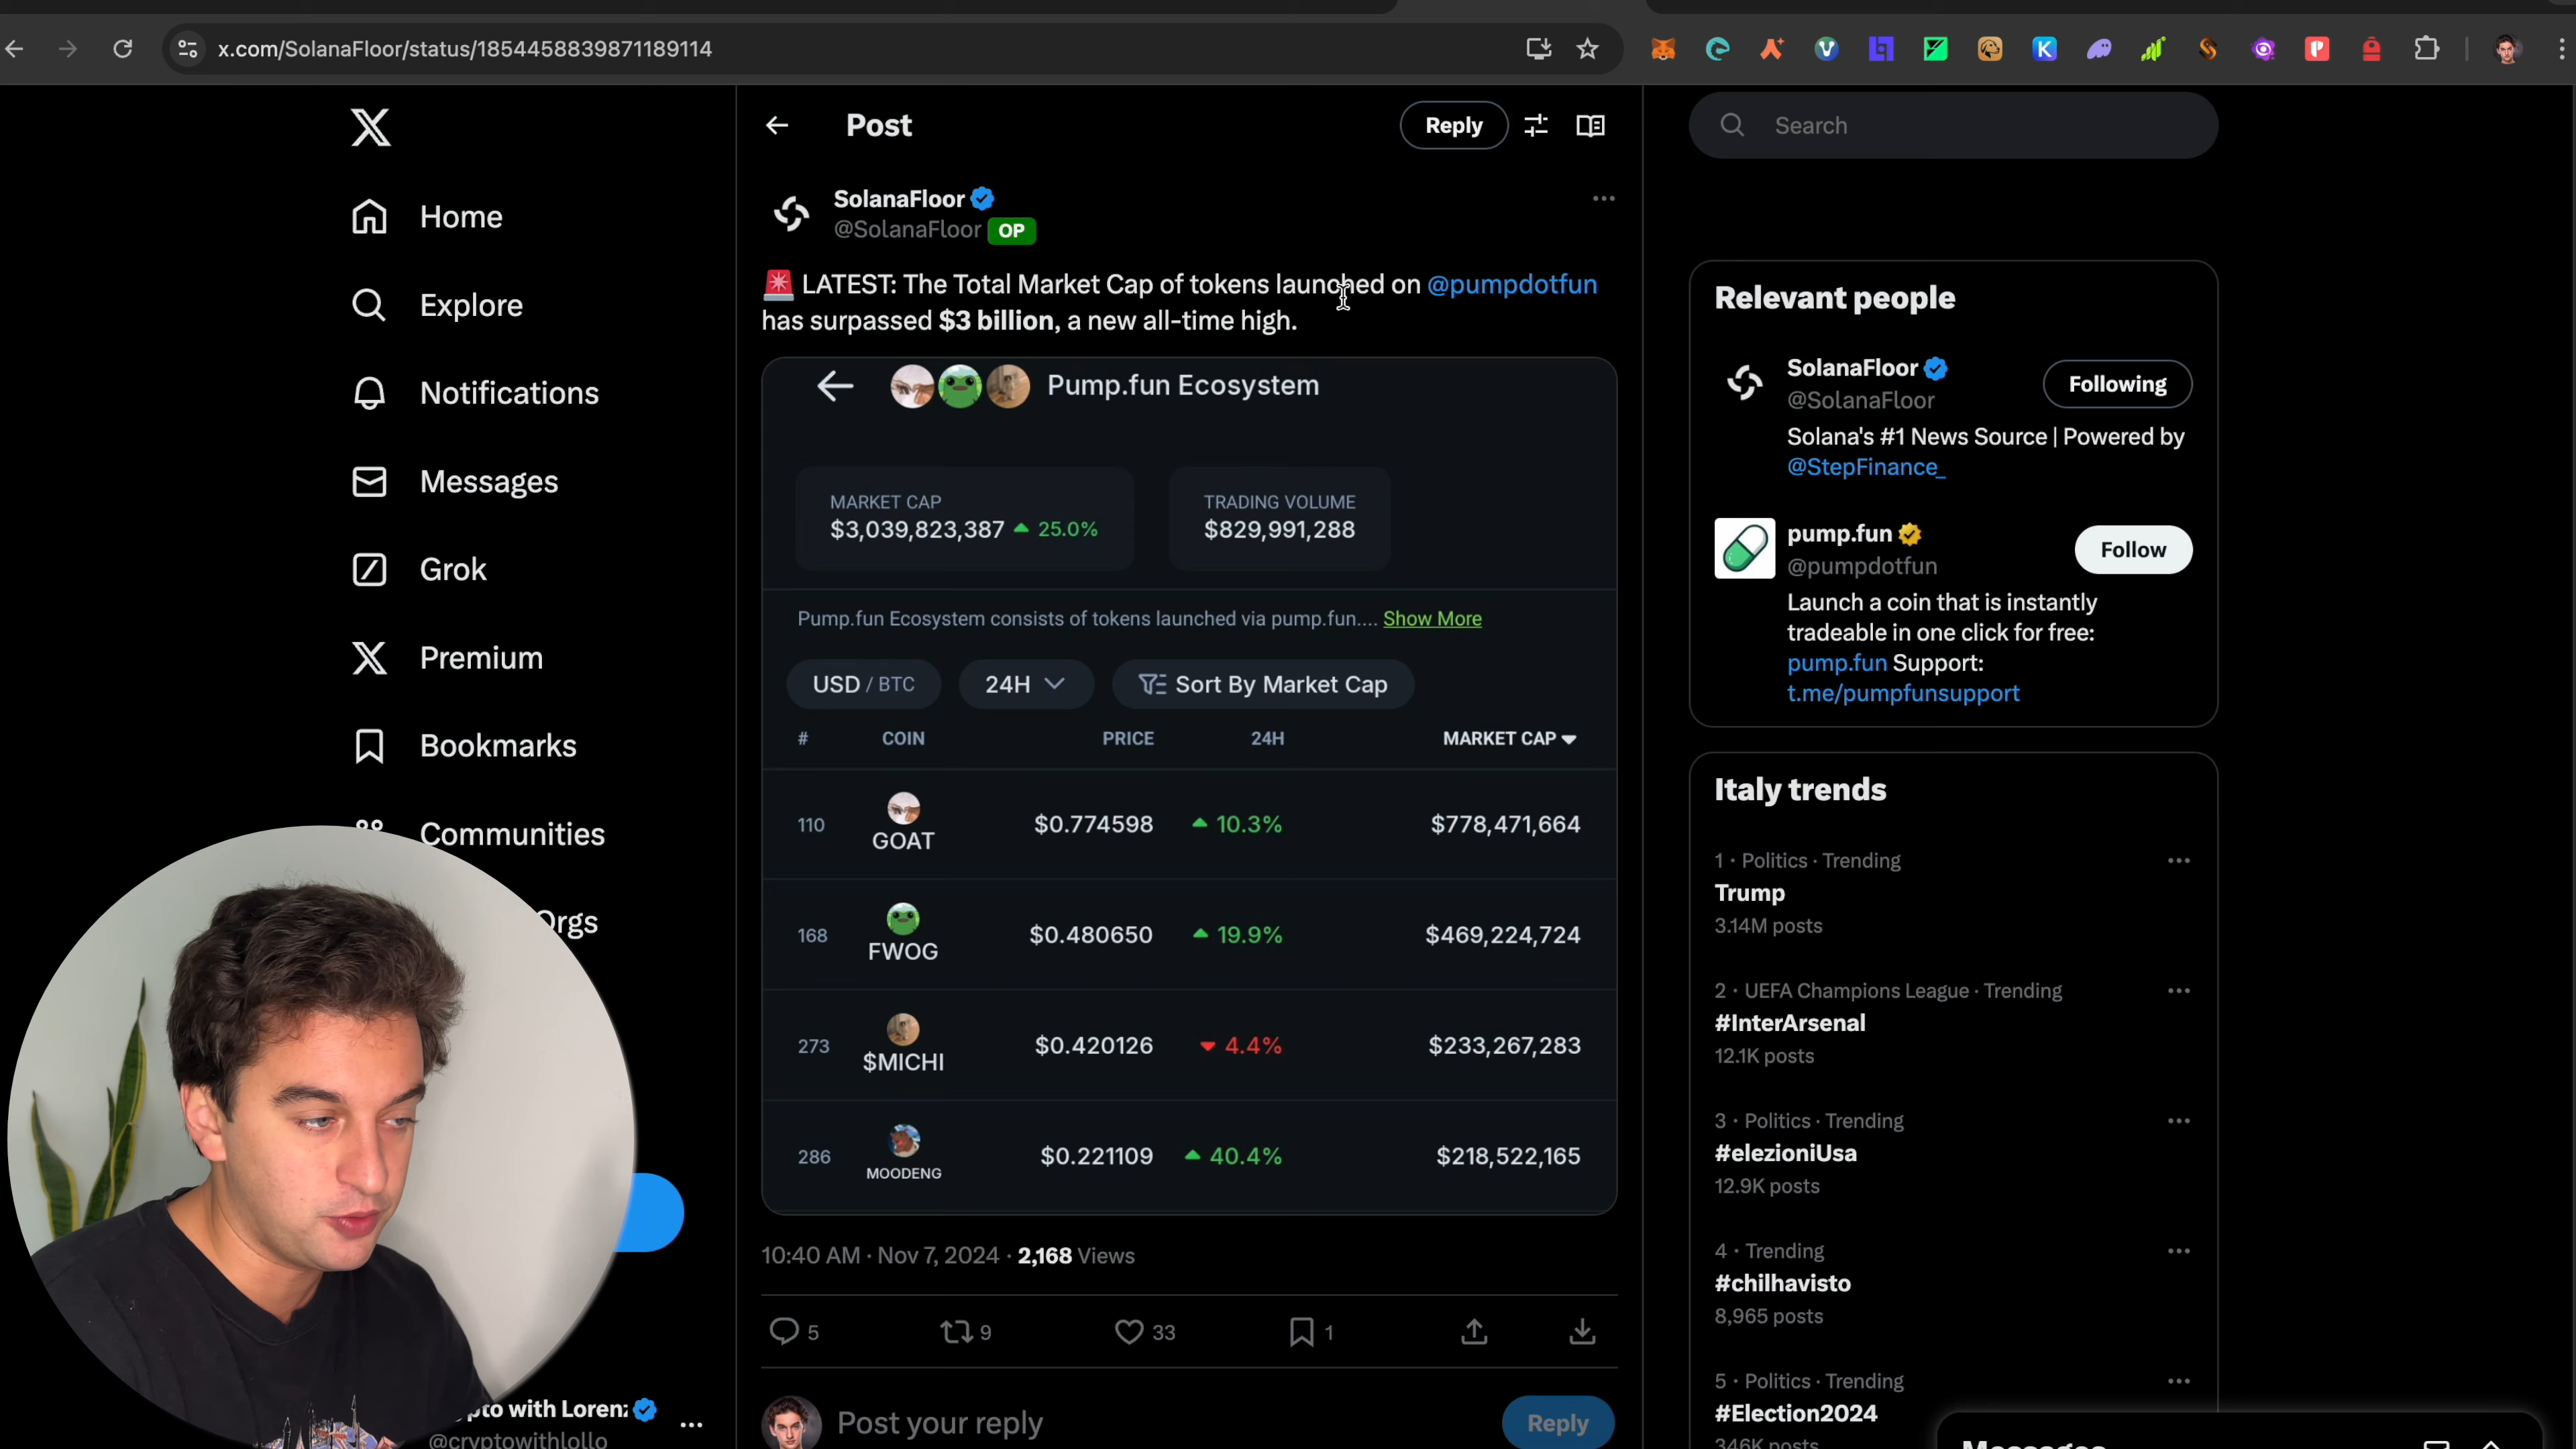 x.com/SolanaFloor/status/1854458839871189114
Home
Explore
Notifications
Messages
Grok
Premium
Bookmarks
Communities
Orgs
Lorenz
@cryptowithlollo
Post
Reply
SolanaFloor
@SolanaFloor OP
🚨 LATEST: The Total Market Cap of tokens launched on @pumpdotfun
has surpassed $3 billion, a new all-time high.
Pump.fun Ecosystem
MARKET CAP
$3,039,823,387 ▲ 25.0%
TRADING VOLUME
$829,991,288
Pump.fun Ecosystem consists of tokens launched via pump.fun.... Show More
USD / BTC 24H Sort By Market Cap
# COIN PRICE 24H MARKET CAP
110 GOAT $0.774598 ▲ 10.3% $778,471,664
168 FWOG $0.480650 ▲ 19.9% $469,224,724
273 $MICHI $0.420126 ▼ 4.4% $233,267,283
286 MOODENG $0.221109 ▲ 40.4% $218,522,165
10:40 AM · Nov 7, 2024 · 2,168 Views
5 9 33 1
Post your reply
Reply
Search
Relevant people
SolanaFloor
@SolanaFloor
Following
Solana's #1 News Source | Powered by
@StepFinance_
pump.fun
@pumpdotfun
Follow
Launch a coin that is instantly
tradeable in one click for free:
pump.fun Support:
t.me/pumpfunsupport
Italy trends
1 · Politics · Trending
Trump
3.14M posts
2 · UEFA Champions League · Trending
#InterArsenal
12.1K posts
3 · Politics · Trending
#elezioniUsa
12.9K posts
4 · Trending
#chilhavisto
8,965 posts
5 · Politics · Trending
#Election2024
346K posts
Messages